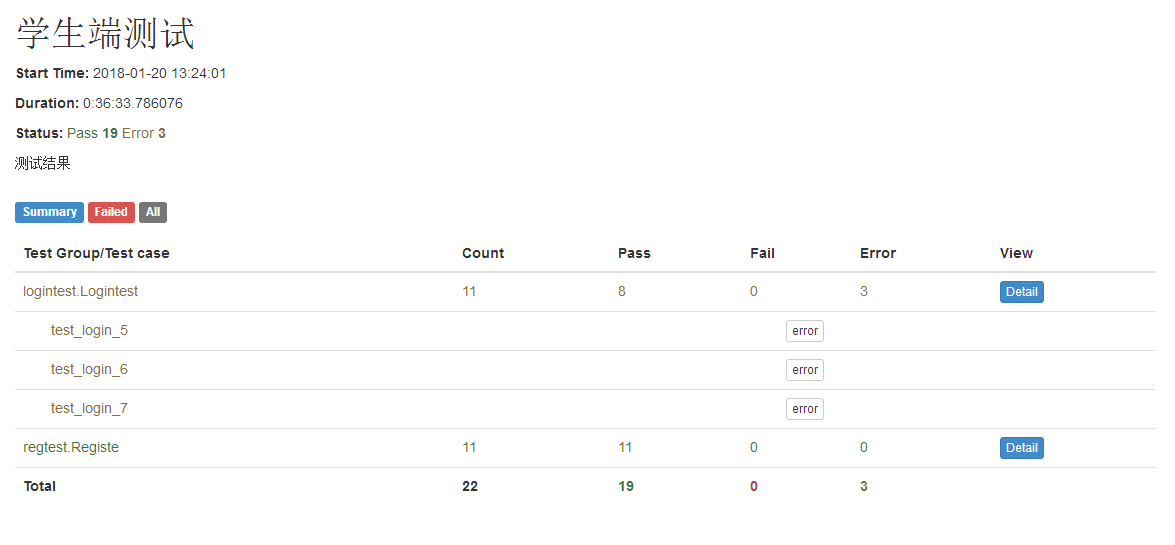 学生端测试
Start Time: 2018-01-20 13:24:01
Duration: 0:36:33.786076
Status: Pass 19 Error 3
测试结果
Summary Failed All
Test Group/Test case Count Pass Fail Error View
logintest.Logintest 11 8 0 3 Detail
test_login_5 error
test_login_6 error
test_login_7 error
regtest.Registe 11 11 0 0 Detail
Total 22 19 0 3